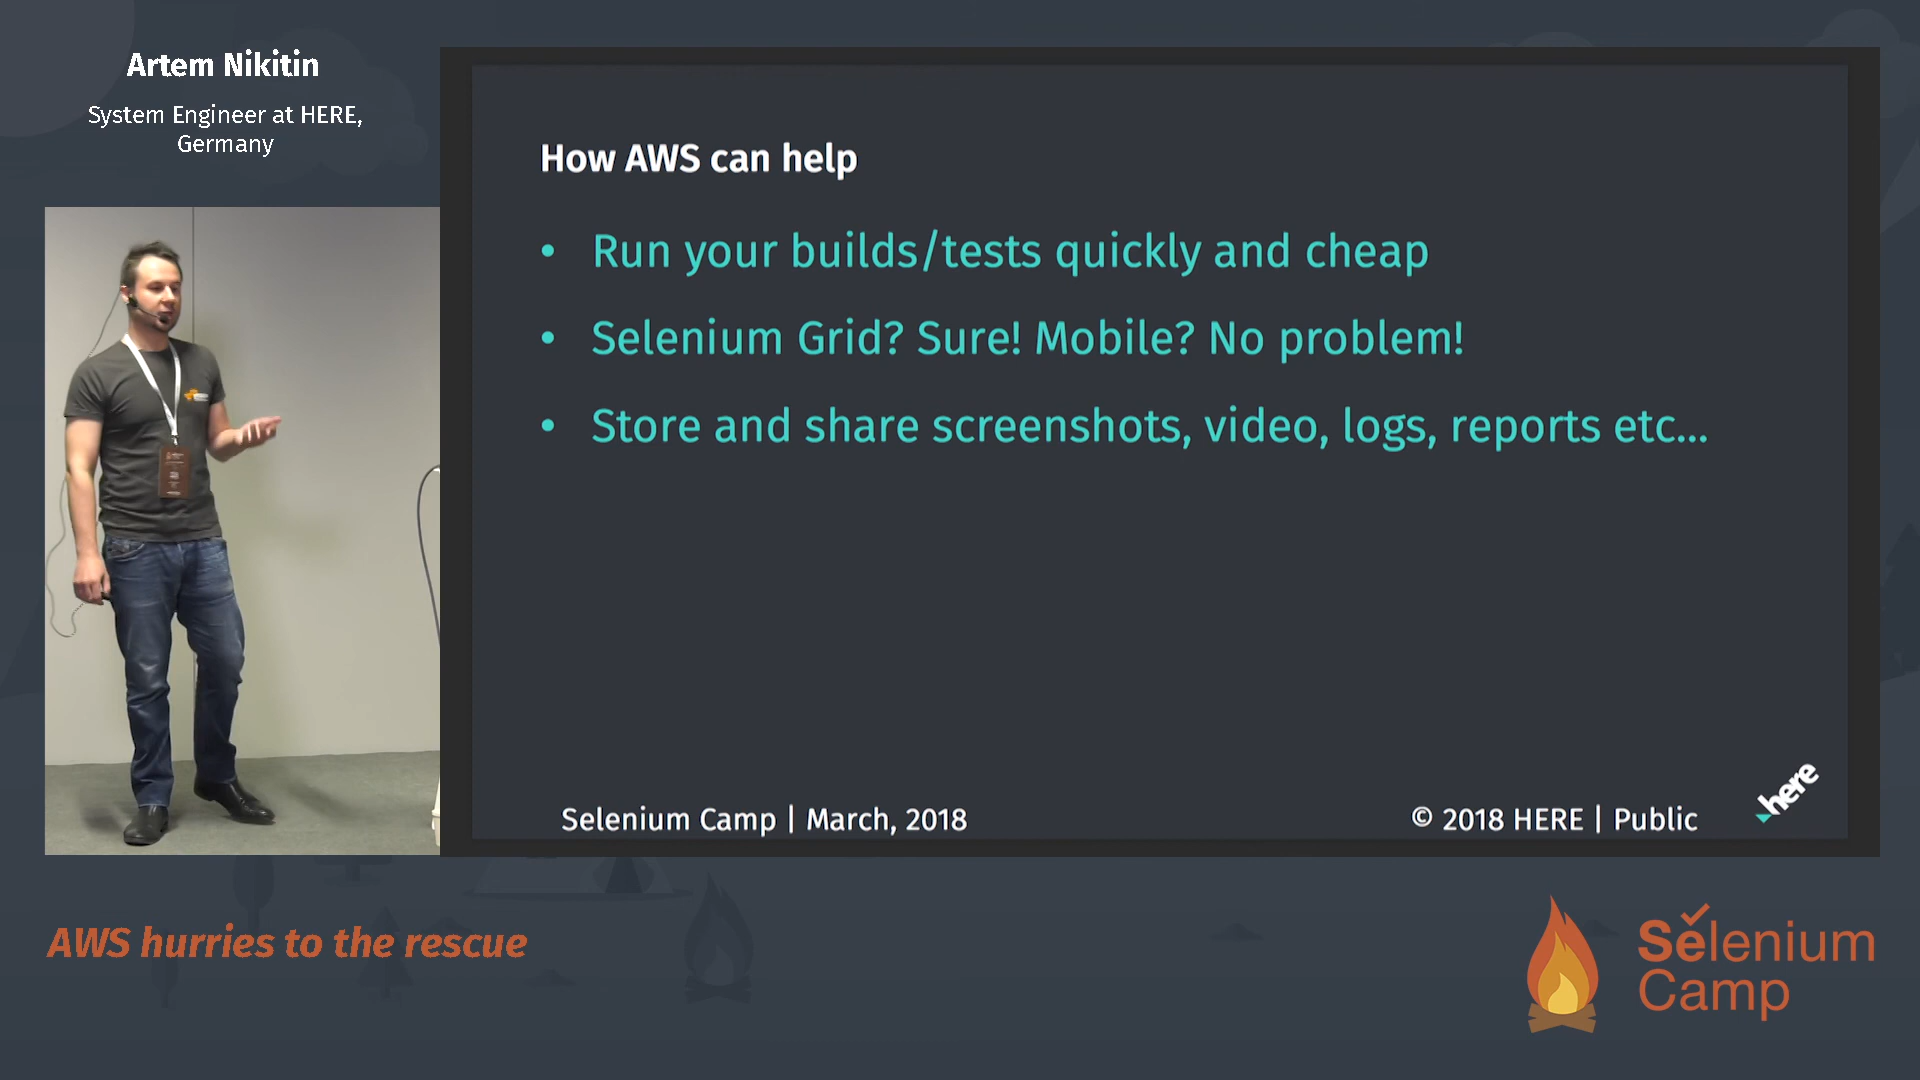 Artem Nikitin
System Engineer at HERE,
Germany
How AWS can help
• Run your builds/tests quickly and cheap
• Selenium Grid? Sure! Mobile? No problem!
• Store and share screenshots, video, logs, reports etc...
Selenium Camp | March, 2018
© 2018 HERE | Public
here
AWS hurries to the rescue
Selenium
Camp